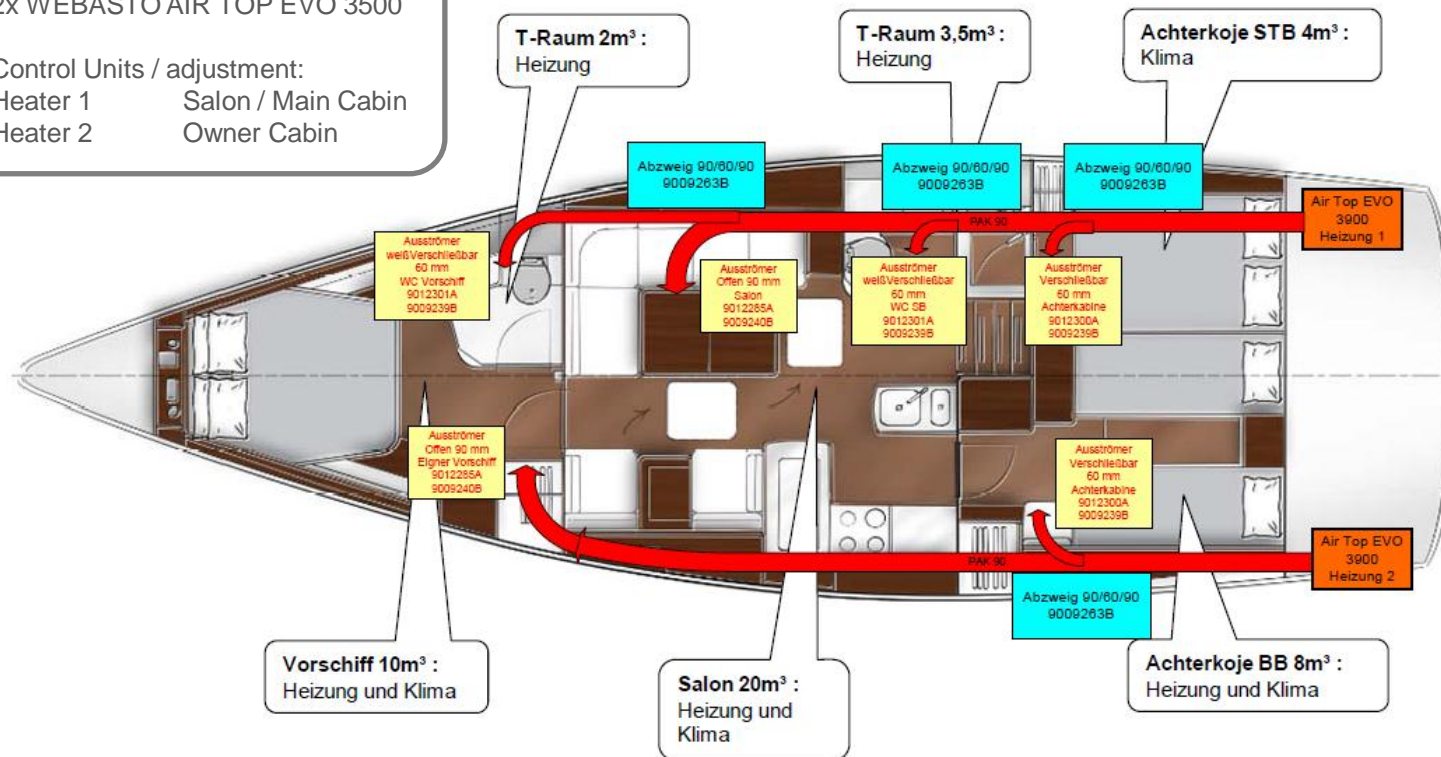 2x WEBASTO AIR TOP EVO 3500
Control Units / adjustment:
Heater 1 Salon / Main Cabin
Heater 2 Owner Cabin
T-Raum 2m³ :
Heizung
T-Raum 3,5m³ :
Heizung
Achterkoje STB 4m³ :
Klima
Abzweig 90/60/90
9009263B
Abzweig 90/60/90
9009263B
Abzweig 90/60/90
9009263B
Air Top EVO
3900
Heizung 1
PAK 90
Ausströmer
weißVerschließbar
60 mm
WC Vorschiff
9012301A
9009239B
Ausströmer
Offen 90 mm
Salon
9012285A
9009240B
Ausströmer
weißVerschließbar
60 mm
WC SB
9012301A
9009239B
Ausströmer
Verschließbar
60 mm
Achterkabine
9012300A
9009239B
Ausströmer
Offen 90 mm
Eigner Vorschiff
9012285A
9009240B
Ausströmer
Verschließbar
60 mm
Achterkabine
9012300A
9009239B
PAK 90
Air Top EVO
3900
Heizung 2
Abzweig 90/60/90
9009263B
Vorschiff 10m³ :
Heizung und Klima
Salon 20m³ :
Heizung und
Klima
Achterkoje BB 8m³ :
Heizung und Klima